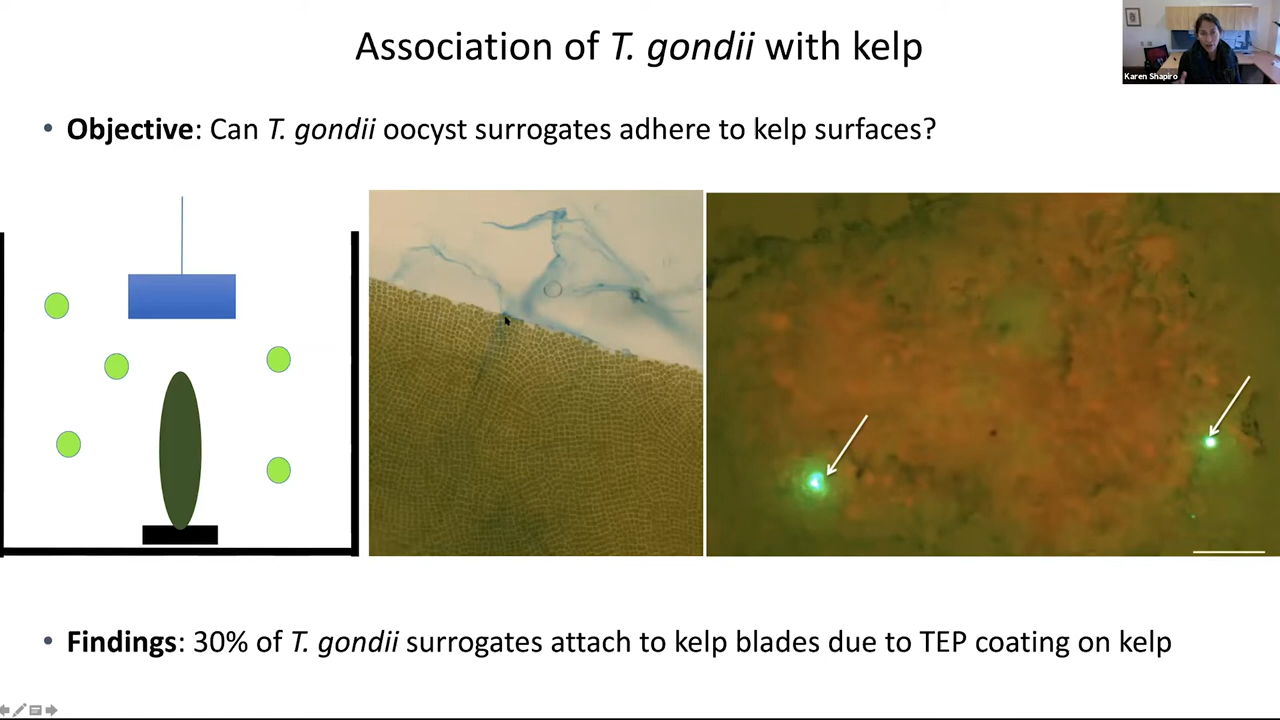 Association of T. gondii with kelp
Karen Shapiro
• Objective: Can T. gondii oocyst surrogates adhere to kelp surfaces?
• Findings: 30% of T. gondii surrogates attach to kelp blades due to TEP coating on kelp